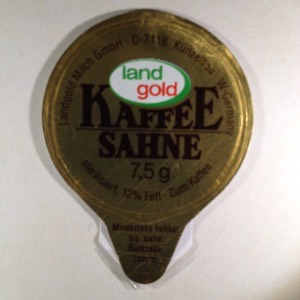 Landgold Milch GmbH · D-7118 Künzelsau · W.Germany
land
gold
KAFFEE
SAHNE
7,5 g
sterilisiert, 12% Fett · Zum Kaffee
Mindestens haltbar
bis siehe
Rückseite
Lasche